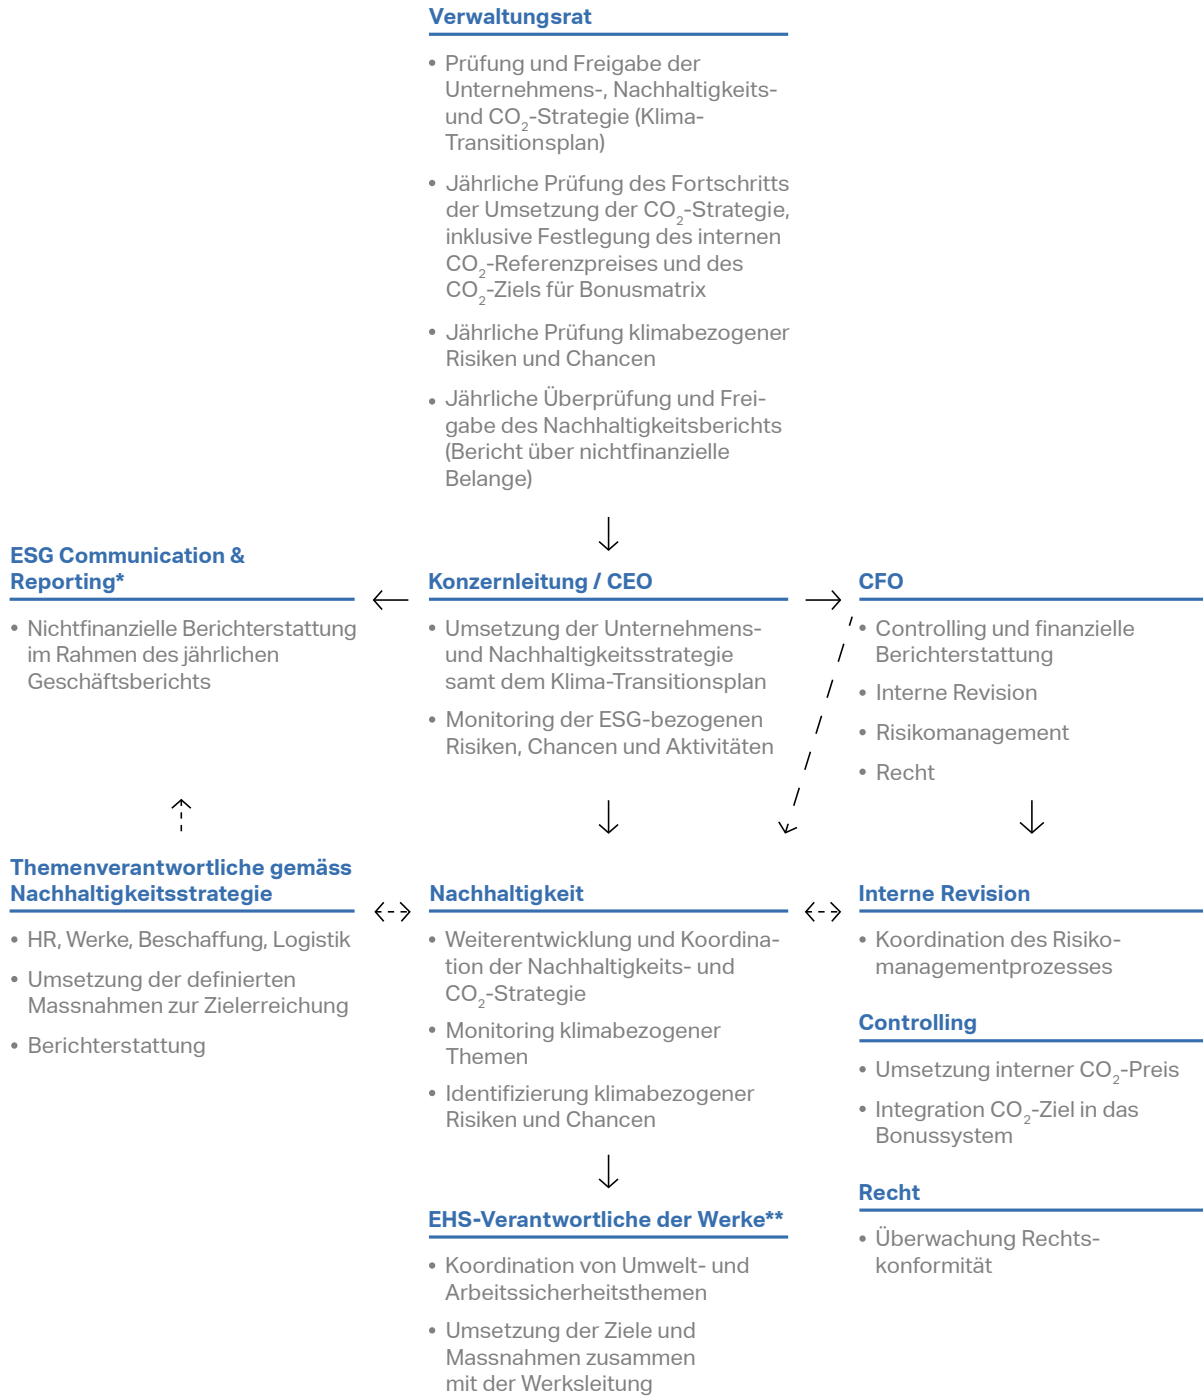 Verwaltungsrat
• Prüfung und Freigabe der
Unternehmens-, Nachhaltigkeits-
und CO₂-Strategie (Klima-
Transitionsplan)
• Jährliche Prüfung des Fortschritts
der Umsetzung der CO₂-Strategie,
inklusive Festlegung des internen
CO₂-Referenzpreises und des
CO₂-Ziels für Bonusmatrix
• Jährliche Prüfung klimabezogener
Risiken und Chancen
• Jährliche Überprüfung und Frei-
gabe des Nachhaltigkeitsberichts
(Bericht über nichtfinanzielle
Belange)
ESG Communication &
Reporting*
• Nichtfinanzielle Berichterstattung
im Rahmen des jährlichen
Geschäftsberichts
Konzernleitung / CEO
• Umsetzung der Unternehmens-
und Nachhaltigkeitsstrategie
samt dem Klima-Transitionsplan
• Monitoring der ESG-bezogenen
Risiken, Chancen und Aktivitäten
CFO
• Controlling und finanzielle
Berichterstattung
• Interne Revision
• Risikomanagement
• Recht
Themenverantwortliche gemäss
Nachhaltigkeitsstrategie
• HR, Werke, Beschaffung, Logistik
• Umsetzung der definierten
Massnahmen zur Zielerreichung
• Berichterstattung
Nachhaltigkeit
• Weiterentwicklung und Koordina-
tion der Nachhaltigkeits- und
CO₂-Strategie
• Monitoring klimabezogener
Themen
• Identifizierung klimabezogener
Risiken und Chancen
Interne Revision
• Koordination des Risiko-
managementprozesses
Controlling
• Umsetzung interner CO₂-Preis
• Integration CO₂-Ziel in das
Bonussystem
Recht
• Überwachung Rechts-
konformität
EHS-Verantwortliche der Werke**
• Koordination von Umwelt- und
Arbeitssicherheitsthemen
• Umsetzung der Ziele und
Massnahmen zusammen
mit der Werksleitung